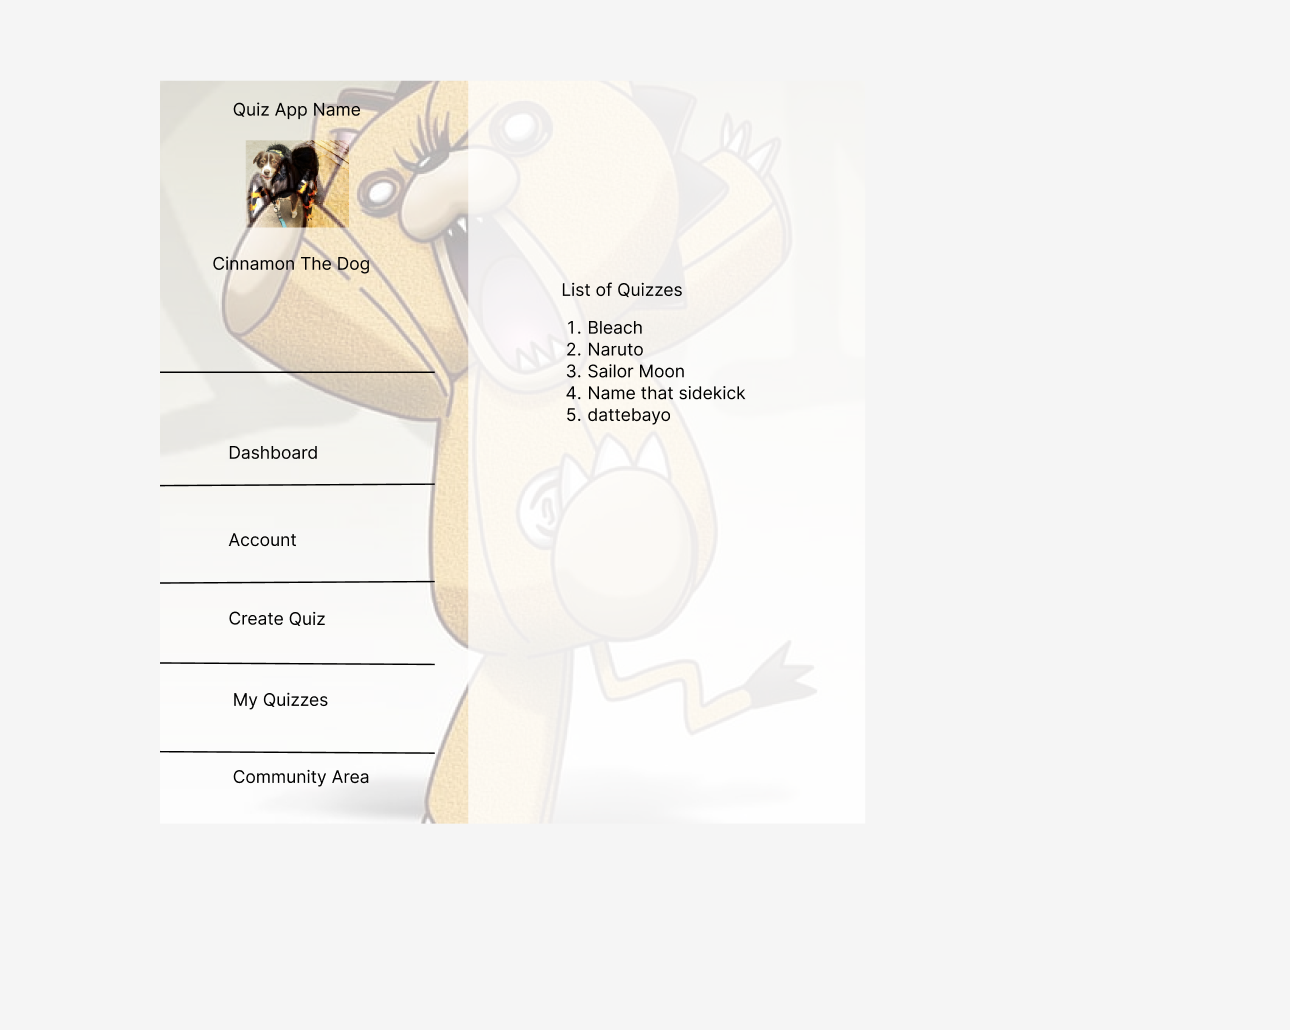 Quiz App Name
Cinnamon The Dog
Dashboard
Account
Create Quiz
My Quizzes
Community Area
List of Quizzes
1. Bleach
2. Naruto
3. Sailor Moon
4. Name that sidekick
5. dattebayo